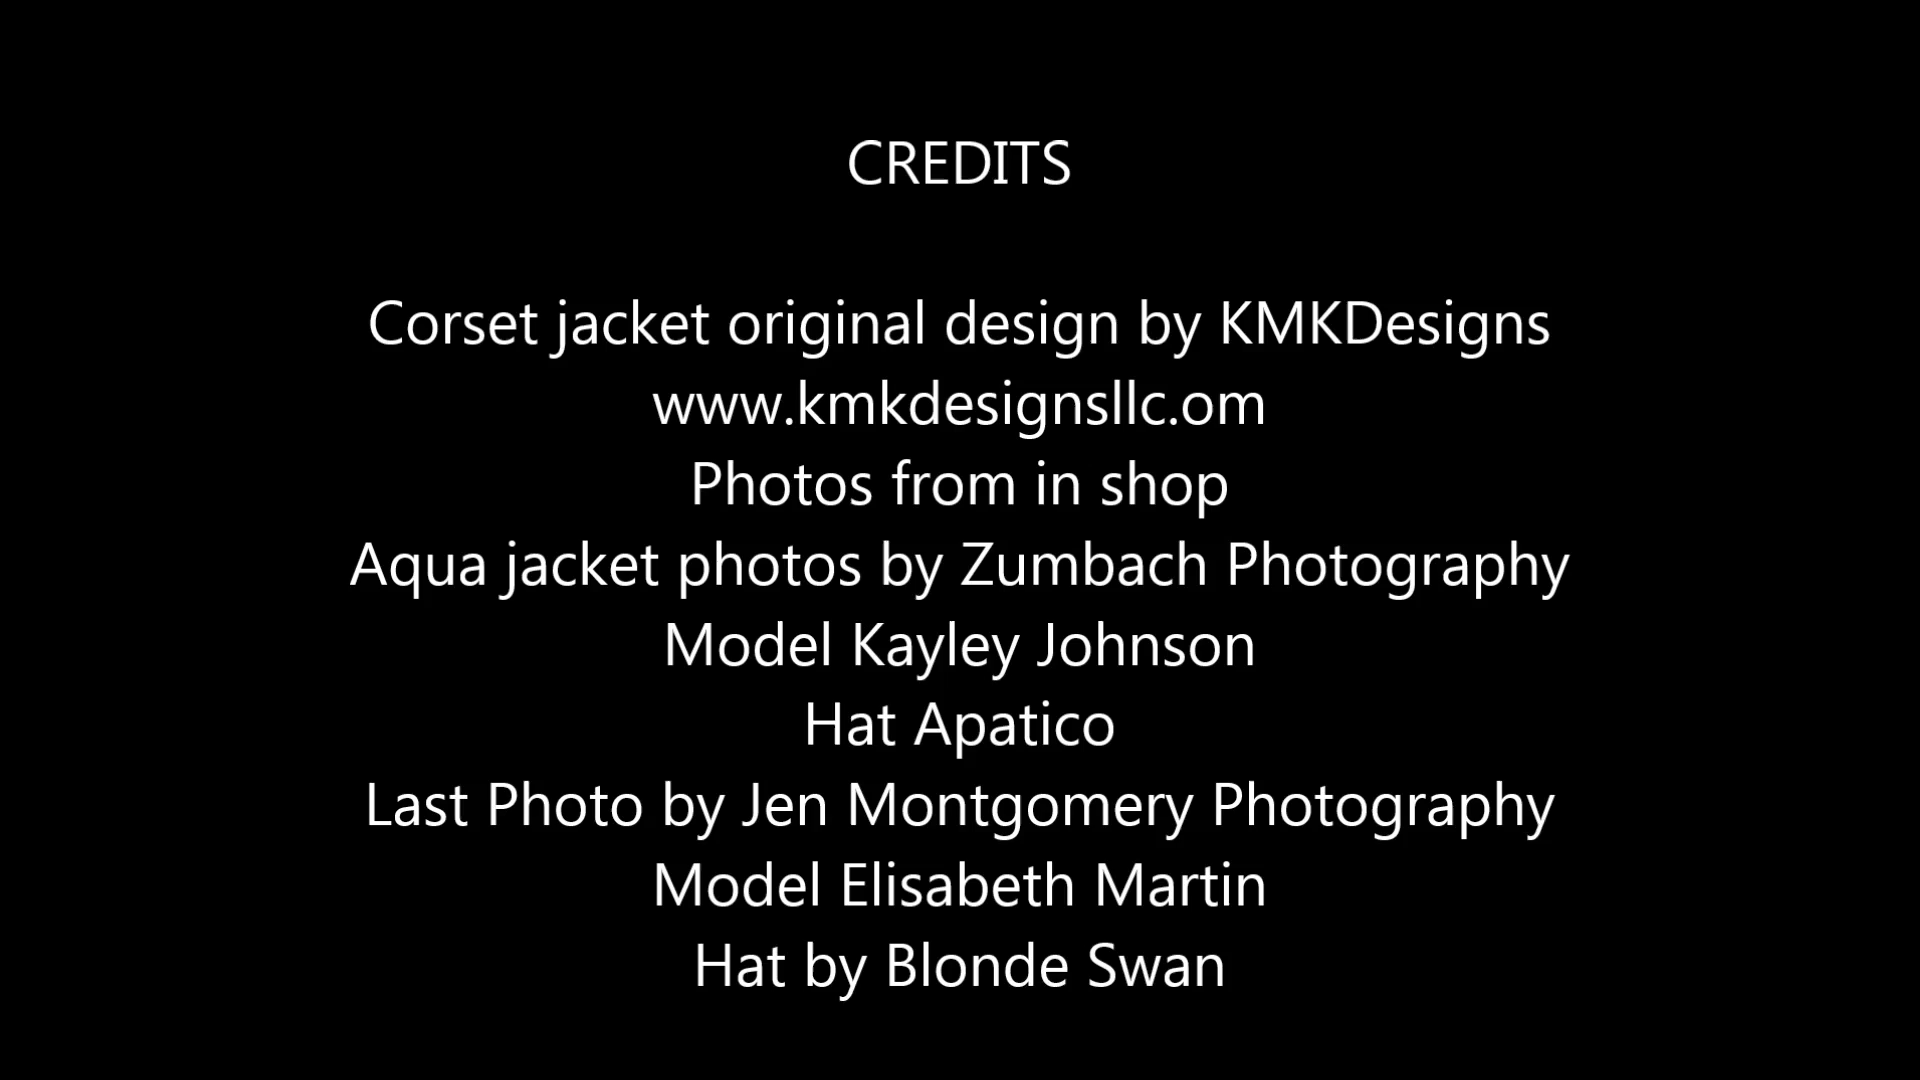 CREDITS
Corset jacket original design by KMKDesigns
www.kmkdesignsllc.om
Photos from in shop
Aqua jacket photos by Zumbach Photography
Model Kayley Johnson
Hat Apatico
Last Photo by Jen Montgomery Photography
Model Elisabeth Martin
Hat by Blonde Swan